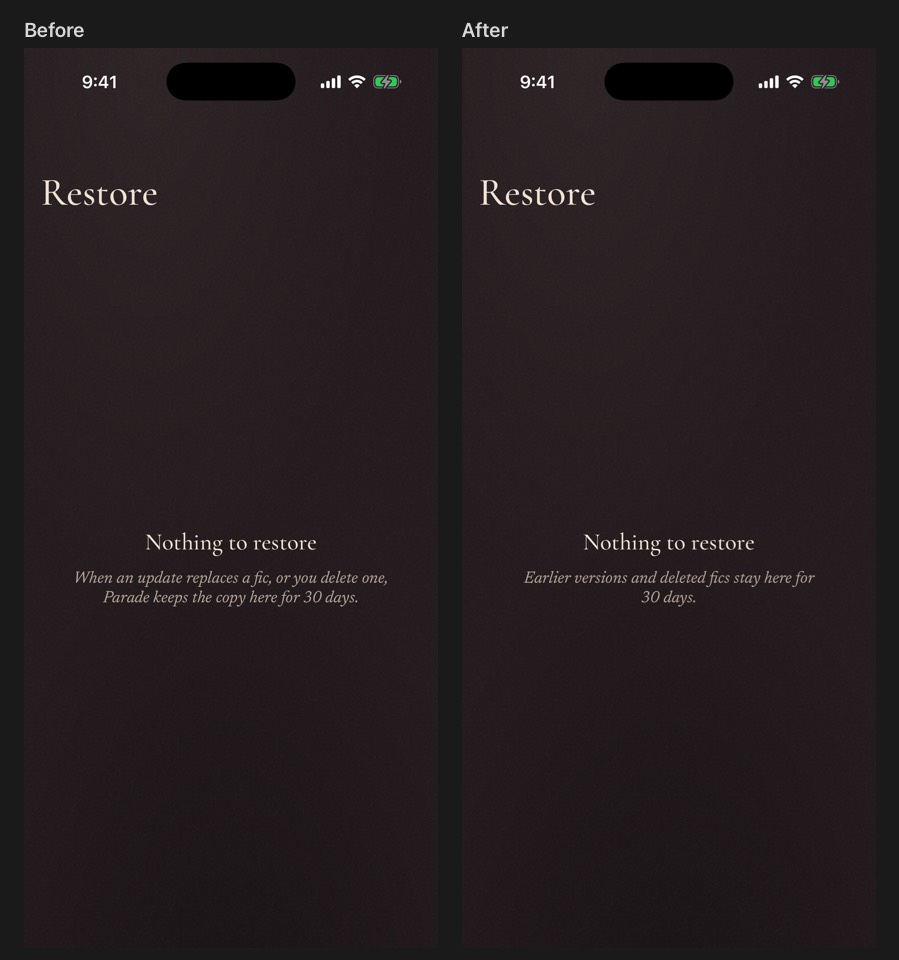 Before
After
9:41
9:41
Restore
Restore
Nothing to restore
When an update replaces a fic, or you delete one,
Parade keeps the copy here for 30 days.
Nothing to restore
Earlier versions and deleted fics stay here for
30 days.